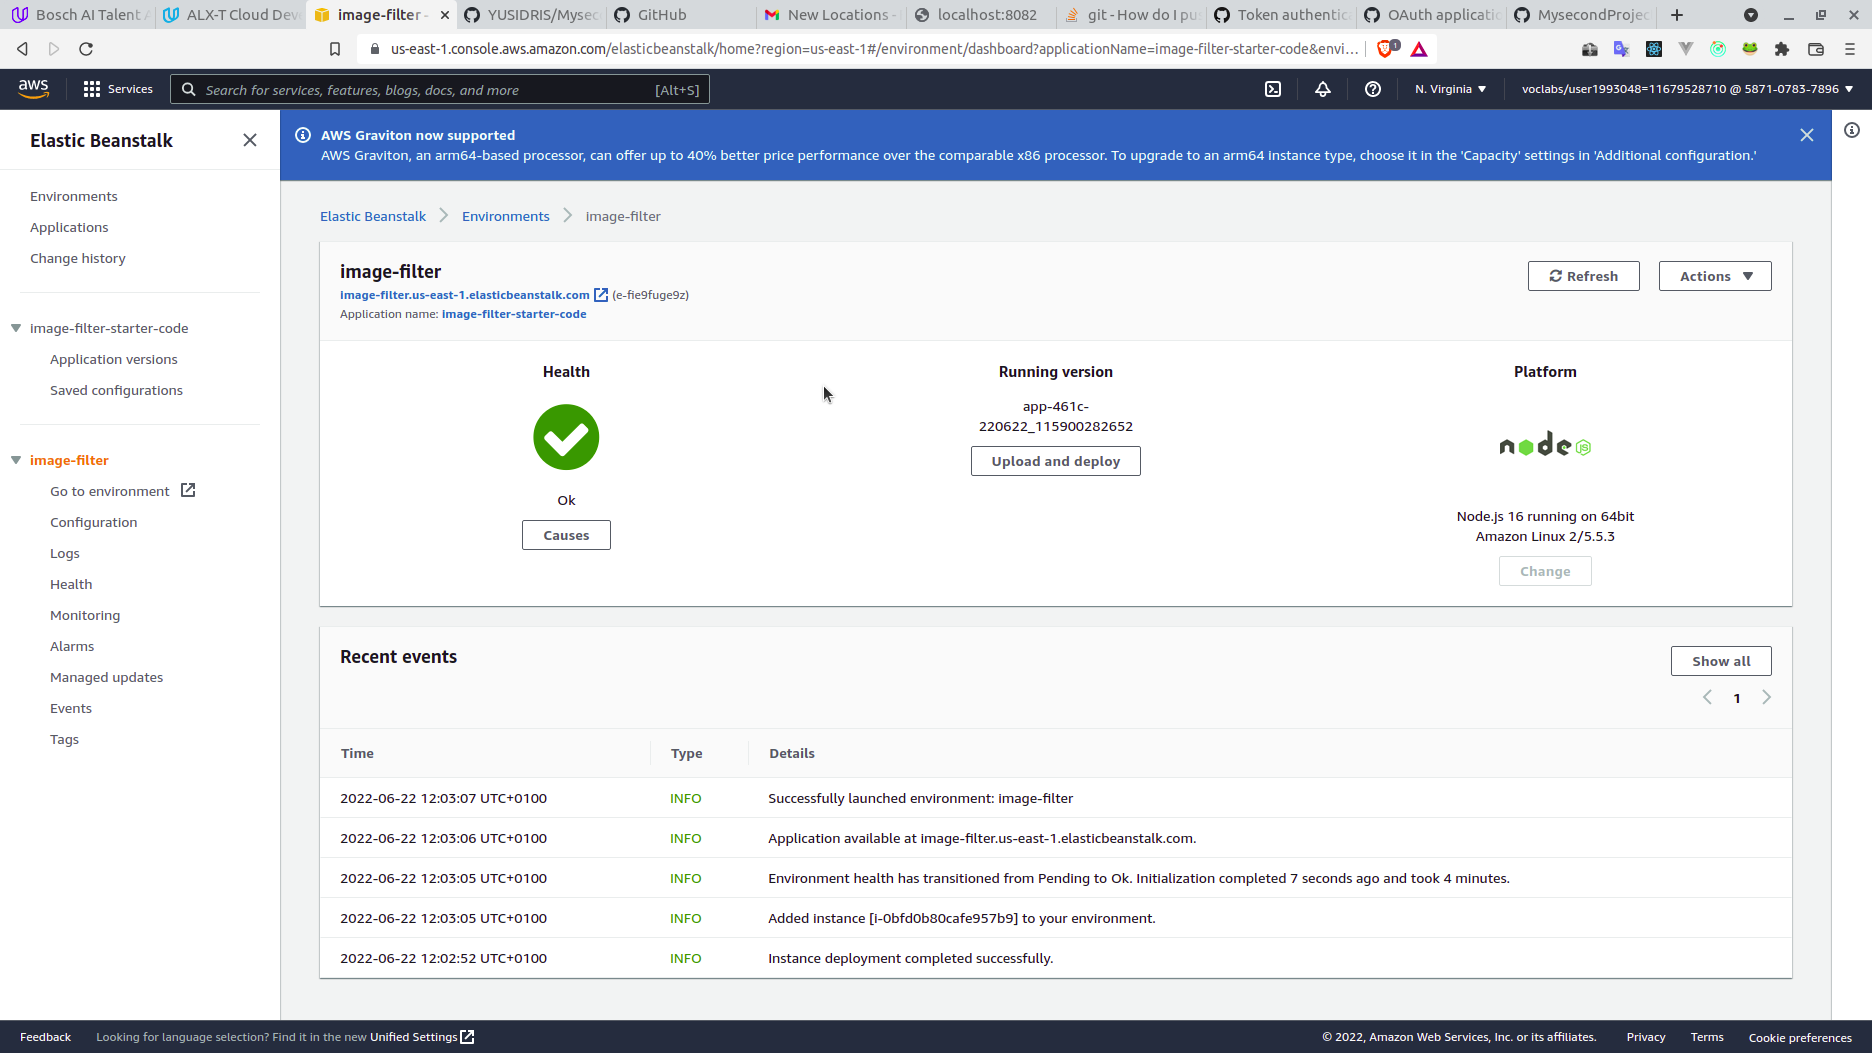 Bosch AI Talent
ALX-T Cloud Dev
image-filter -
YUSIDRIS/Mysec
GitHub
New Locations -
localhost:8082
git - How do I pu
Token authentic
OAuth applicatio
MysecondProjec
us-east-1.console.aws.amazon.com/elasticbeanstalk/home?region=us-east-1#/environment/dashboard?applicationName=image-filter-starter-code&envi...
1
aws
Services
Search for services, features, blogs, docs, and more
[Alt+S]
N. Virginia
voclabs/user1993048=11679528710 @ 5871-0783-7896
Elastic Beanstalk
Environments
Applications
Change history
image-filter-starter-code
Application versions
Saved configurations
image-filter
Go to environment
Configuration
Logs
Health
Monitoring
Alarms
Managed updates
Events
Tags
AWS Graviton now supported
AWS Graviton, an arm64-based processor, can offer up to 40% better price performance over the comparable x86 processor. To upgrade to an arm64 instance type, choose it in the 'Capacity' settings in 'Additional configuration.'
Elastic Beanstalk
Environments
image-filter
image-filter
image-filter.us-east-1.elasticbeanstalk.com (e-fie9fuge9z)
Application name: image-filter-starter-code
Refresh
Actions
Health
Ok
Causes
Running version
app-461c-
220622_115900282652
Upload and deploy
Platform
node JS
Node.js 16 running on 64bit
Amazon Linux 2/5.5.3
Change
Recent events
Show all
1
Time Type Details
2022-06-22 12:03:07 UTC+0100 INFO Successfully launched environment: image-filter
2022-06-22 12:03:06 UTC+0100 INFO Application available at image-filter.us-east-1.elasticbeanstalk.com.
2022-06-22 12:03:05 UTC+0100 INFO Environment health has transitioned from Pending to Ok. Initialization completed 7 seconds ago and took 4 minutes.
2022-06-22 12:03:05 UTC+0100 INFO Added instance [i-0bfd0b80cafe957b9] to your environment.
2022-06-22 12:02:52 UTC+0100 INFO Instance deployment completed successfully.
Feedback
Looking for language selection? Find it in the new Unified Settings
© 2022, Amazon Web Services, Inc. or its affiliates.
Privacy
Terms
Cookie preferences